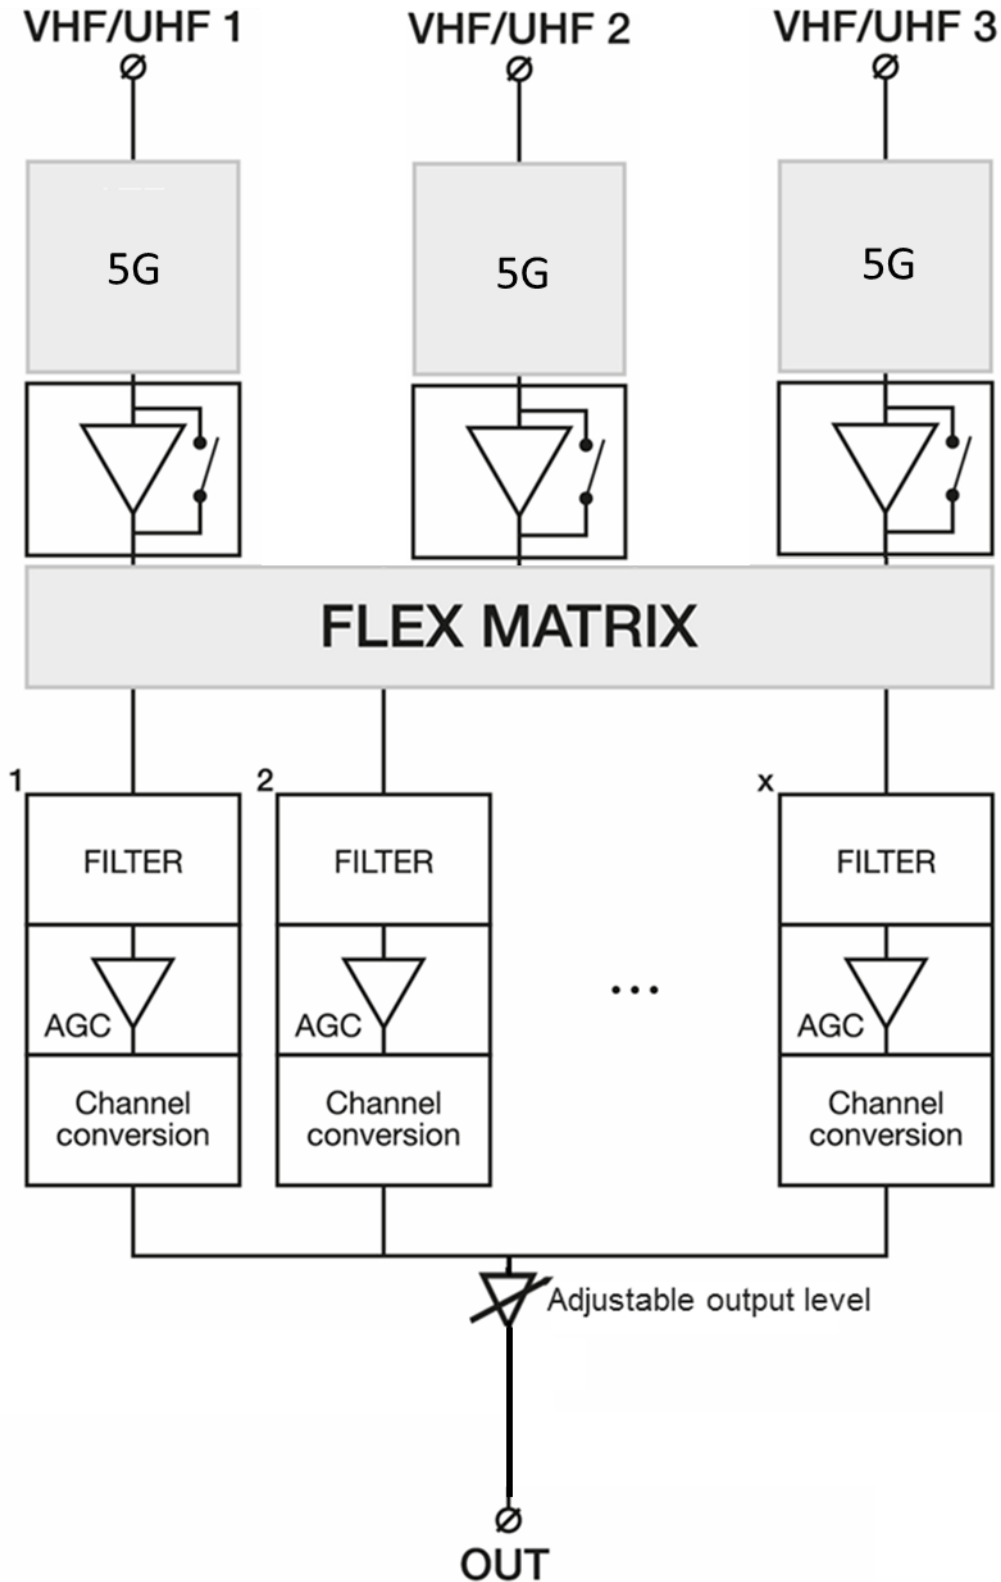 VHF/UHF 1
VHF/UHF 2
VHF/UHF 3
5G
5G
5G
FLEX MATRIX
1
2
x
FILTER
FILTER
FILTER
AGC
AGC
...
AGC
Channel
conversion
Channel
conversion
Channel
conversion
Adjustable output level
OUT